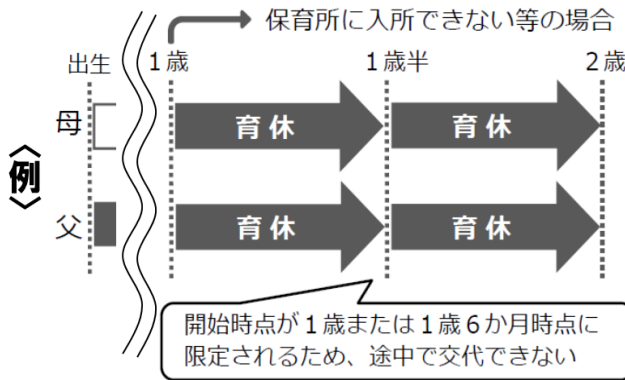 保育所に入所できない等の場合
出生
1歳
1歳半
2歳
〈例〉
母
育休
育休
父
育休
育休
開始時点が1歳または1歳6か月時点に
限定されるため、途中で交代できない